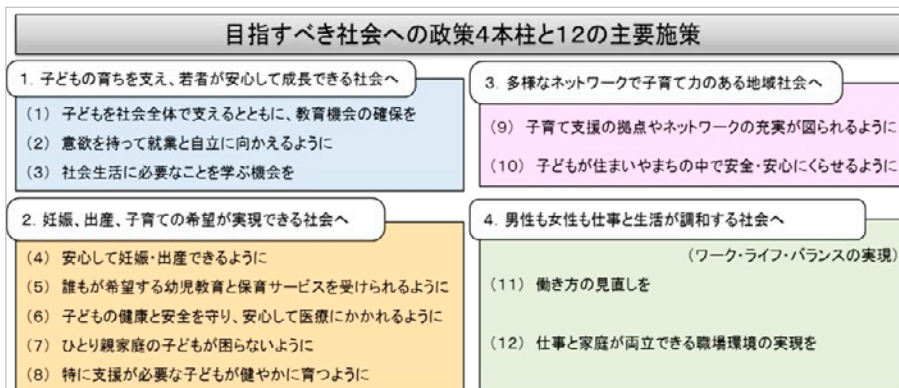 目指すべき社会への政策4本柱と12の主要施策
1．子どもの育ちを支え、若者が安心して成長できる社会へ
（1） 子どもを社会全体で支えるとともに、教育機会の確保を
（2） 意欲を持って就業と自立に向かえるように
（3） 社会生活に必要なことを学ぶ機会を
2．妊娠、出産、子育ての希望が実現できる社会へ
（4） 安心して妊娠・出産できるように
（5） 誰もが希望する幼児教育と保育サービスを受けられるように
（6） 子どもの健康と安全を守り、安心して医療にかかれるように
（7） ひとり親家庭の子どもが困らないように
（8） 特に支援が必要な子どもが健やかに育つように
3．多様なネットワークで子育て力のある地域社会へ
（9） 子育て支援の拠点やネットワークの充実が図られるように
（10） 子どもが住まいやまちの中で安全・安心にくらせるように
4．男性も女性も仕事と生活が調和する社会へ
（ワーク・ライフ・バランスの実現）
（11） 働き方の見直しを
（12） 仕事と家庭が両立できる職場環境の実現を